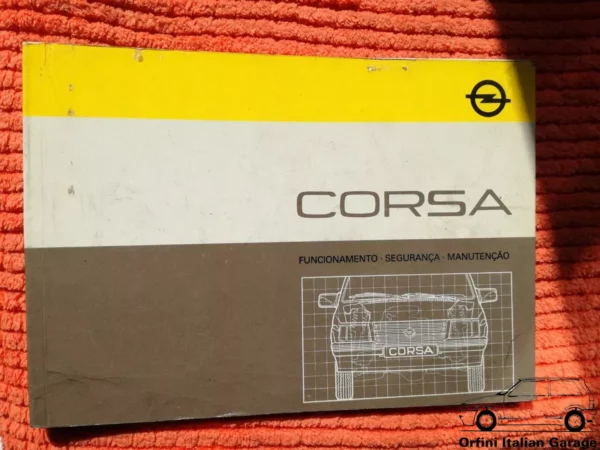 CORSA
FUNCIONAMENTO · SEGURANÇA · MANUTENÇÃO
CORSA
Orfini Italian Garage